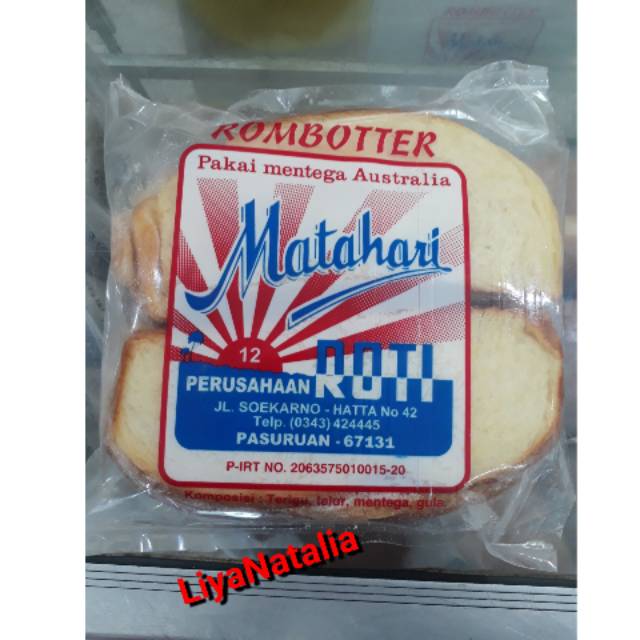 ROMBOTTER
Pakai mentega Australia
Matahari
12
PERUSAHAAN ROTI
JL. SOEKARNO - HATTA No 42
Telp. (0343) 424445
PASURUAN - 67131
P-IRT NO. 2063575010015-20
Komposisi : Terigu, telor, mentega, gula
LiyaNatalia